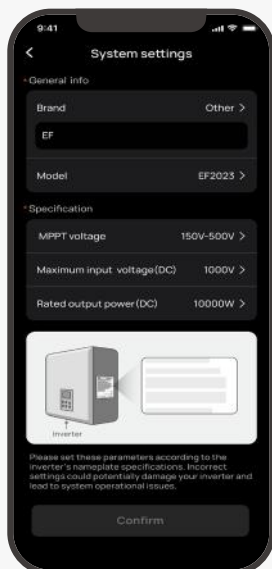 9:41
System settings
*General info
Brand Other >
EF
Model EF2023 >
*Specification
MPPT voltage 150V-500V >
Maximum input voltage(DC) 1000V >
Rated output power(DC) 10000W >
Inverter
Please set these parameters according to the
inverter's nameplate specifications. Incorrect
settings could potentially damage your inverter and
lead to system operational issues.
Confirm